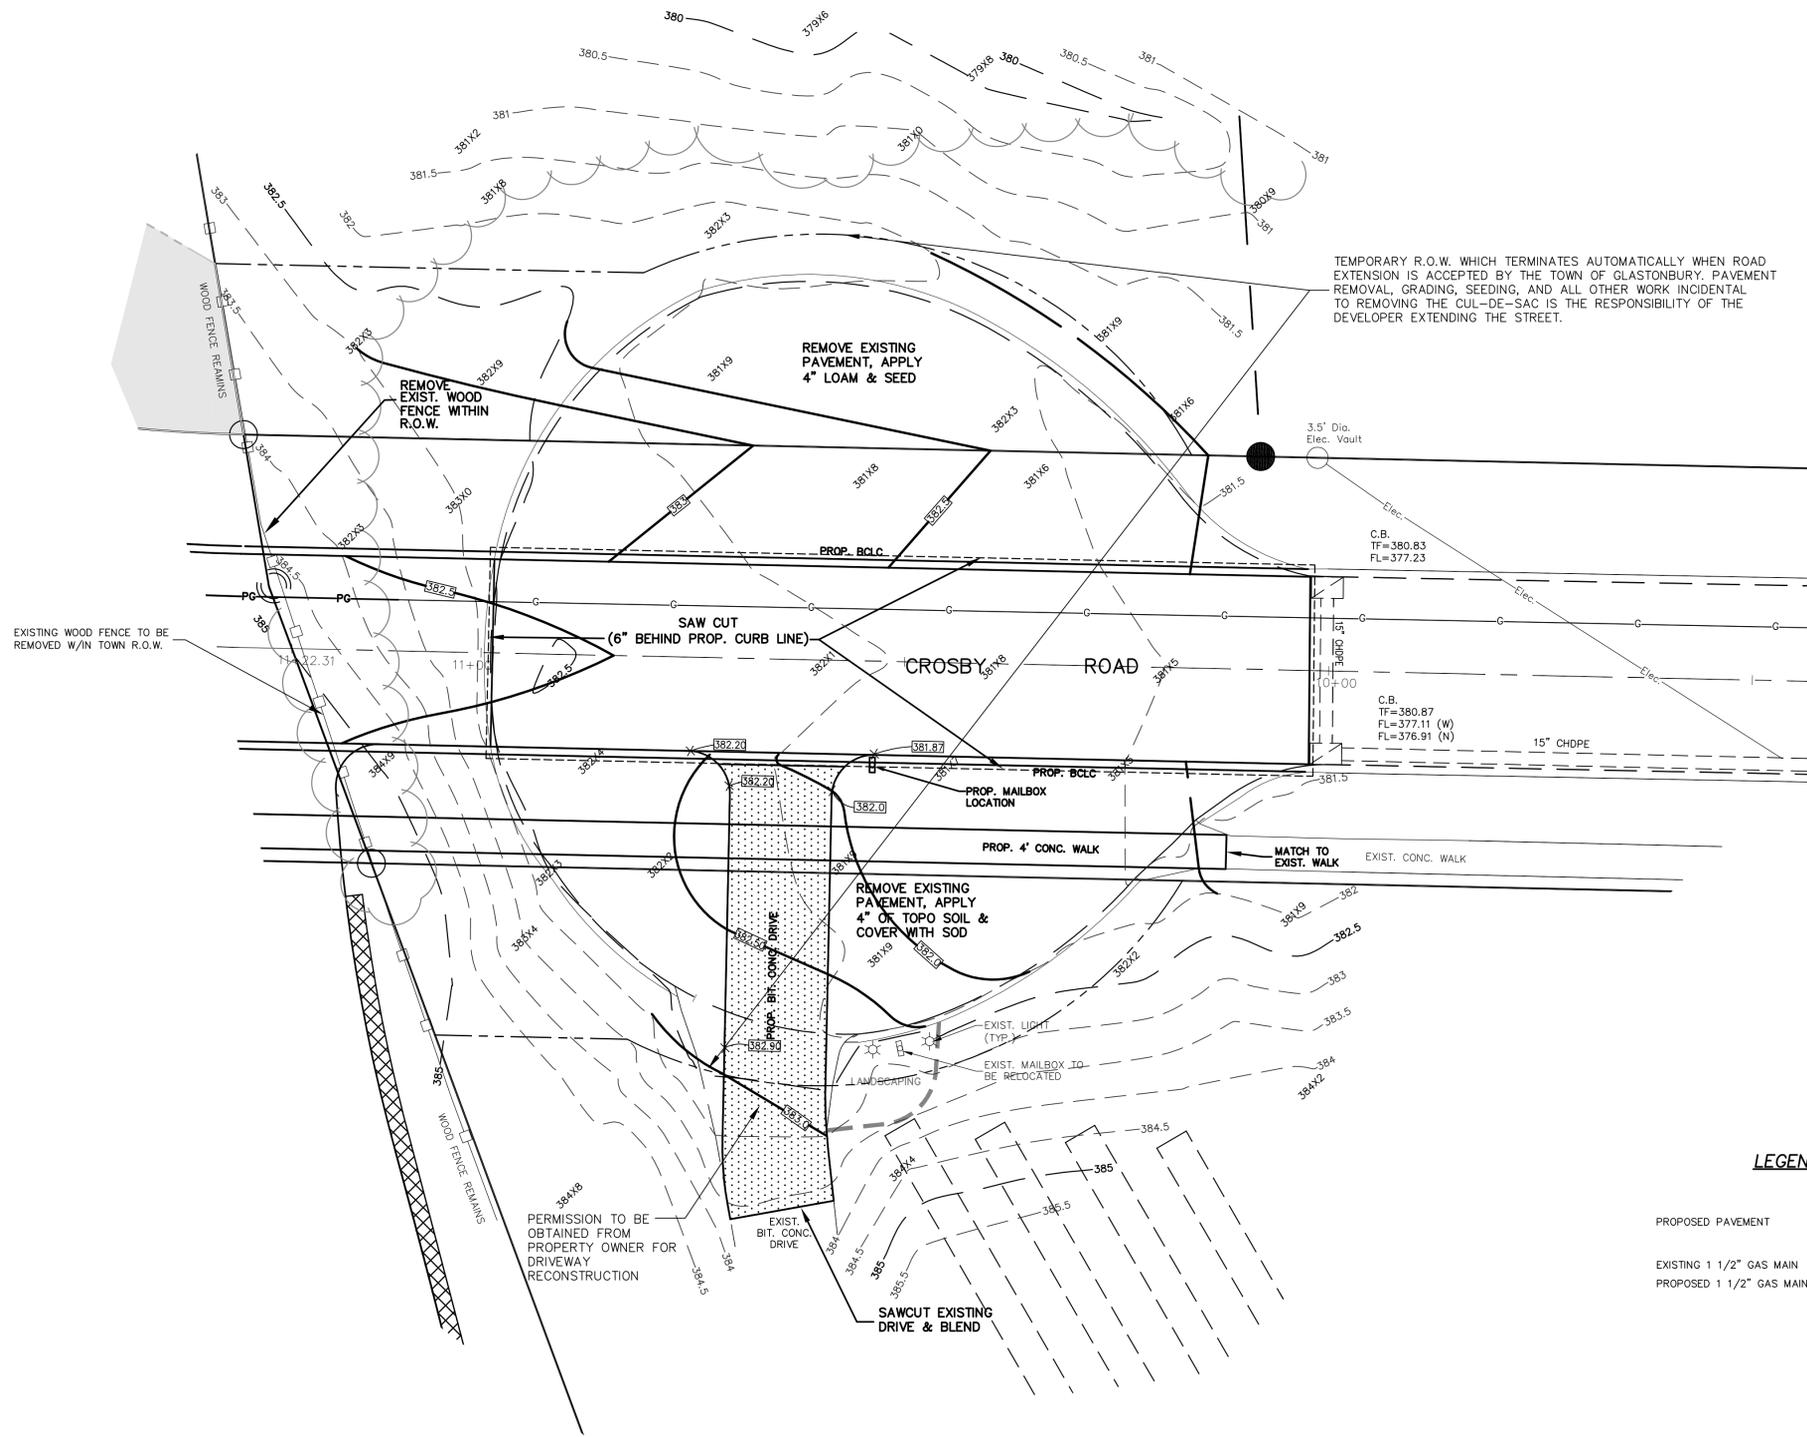 380
379X6
380.5
379X8
380
380.5
381
381
381X2
381X0
381
381.5
381X8
380X9
381
383
382.5
382
382X3
TEMPORARY R.O.W. WHICH TERMINATES AUTOMATICALLY WHEN ROAD
EXTENSION IS ACCEPTED BY THE TOWN OF GLASTONBURY. PAVEMENT
REMOVAL, GRADING, SEEDING, AND ALL OTHER WORK INCIDENTAL
TO REMOVING THE CUL-DE-SAC IS THE RESPONSIBILITY OF THE
DEVELOPER EXTENDING THE STREET.
383.5
WOOD FENCE REAMINS
382X3
381X9
381.5
REMOVE EXISTING
PAVEMENT, APPLY
4" LOAM & SEED
382X9
381X9
REMOVE
EXIST. WOOD
FENCE WITHIN
R.O.W.
382X3
381X6
3.5' Dia.
Elec. Vault
384
383X0
381X8
381X6
381.5
383
382.5
Elec.
382X3
C.B.
TF=380.83
FL=377.23
PROP. BCLC
384.5
382.5
PG
PG
G
G
G
G
G
G
G
G
G
G
Elec.
385
EXISTING WOOD FENCE TO BE
REMOVED W/IN TOWN R.O.W.
SAW CUT
(6" BEHIND PROP. CURB LINE)
15" CHDPE
11+22.31
11+0
382.5
382X1
CROSBY ROAD
381X8
381X5
10+00
Elec.
C.B.
TF=380.87
FL=377.11 (W)
FL=376.91 (N)
15" CHDPE
384X9
382X4
382.20
381.87
381X7
381X5
PROP. BCLC
381.5
382.20
PROP. MAILBOX
LOCATION
382.0
PROP. 4' CONC. WALK
MATCH TO
EXIST. WALK
EXIST. CONC. WALK
382X3
382X2
381X9
REMOVE EXISTING
PAVEMENT, APPLY
4" OF TOPO SOIL &
COVER WITH SOD
382
381X9
382.5
383X4
382.50
PROP. BIT. CONC. DRIVE
381X9
382.0
382X2
383
383.5
EXIST. LIGHT
(TYP.)
382.90
EXIST. MAILBOX TO
BE RELOCATED
384
LANDSCAPING
384X2
385
383.0
WOOD FENCE REMAINS
384.5
384X4
385
LEGEN
384X8
385.5
PERMISSION TO BE
OBTAINED FROM
PROPERTY OWNER FOR
DRIVEWAY
RECONSTRUCTION
EXIST.
BIT. CONC.
DRIVE
PROPOSED PAVEMENT
384
384.5
384
384.5
385
385.5
EXISTING 1 1/2" GAS MAIN
PROPOSED 1 1/2" GAS MAIN
SAWCUT EXISTING
DRIVE & BLEND